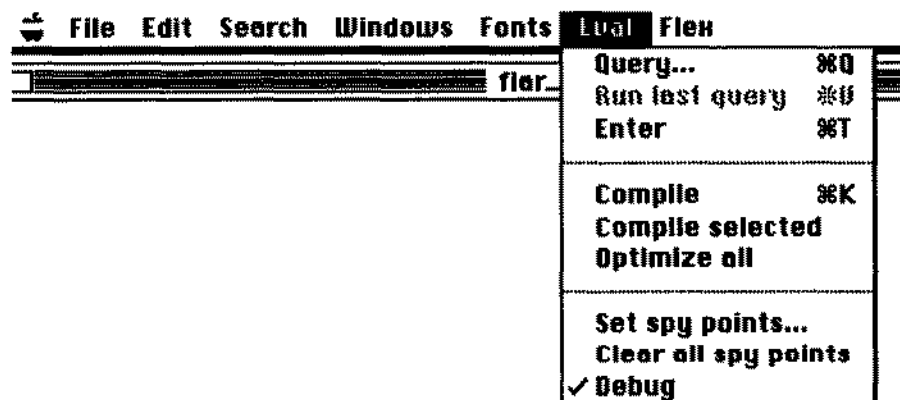 File Edit Search Windows Fonts Eval Flex
flar...
Query... ⌘Q
Run last query ⌘U
Enter ⌘T
Compile ⌘K
Compile selected
Optimize all
Set spy points...
Clear all spy points
✓ Debug